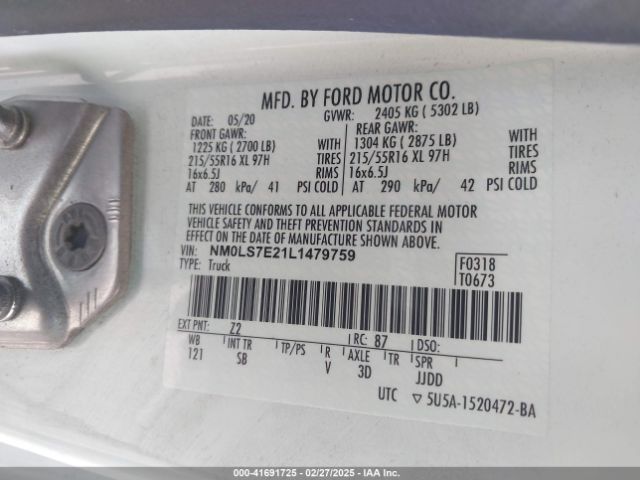 MFD. BY FORD MOTOR CO.
DATE: 05/20 GVWR: 2405 KG ( 5302 LB)
FRONT GAWR: REAR GAWR:
1225 KG ( 2700 LB) WITH 1304 KG ( 2875 LB) WITH
215/55R16 XL 97H TIRES 215/55R16 XL 97H TIRES
16x6.5J RIMS 16x6.5J RIMS
AT 280 kPa/ 41 PSI COLD AT 290 kPa/ 42 PSI COLD
THIS VEHICLE CONFORMS TO ALL APPLICABLE FEDERAL MOTOR
VEHICLE SAFETY AND THEFT PREVENTION STANDARDS IN
EFFECT ON THE DATE OF MANUFACTURE SHOWN ABOVE.
VIN: NM0LS7E21L1479759
TYPE: Truck
F0318
T0673
EXT PNT: Z2 RC: 87 DSO:
WB INT TR TP/PS R AXLE TR SPR
121 SB V 3D JJDD
UTC ▽ 5U5A-1520472-BA
000-41691725 - 02/27/2025 - IAA Inc.